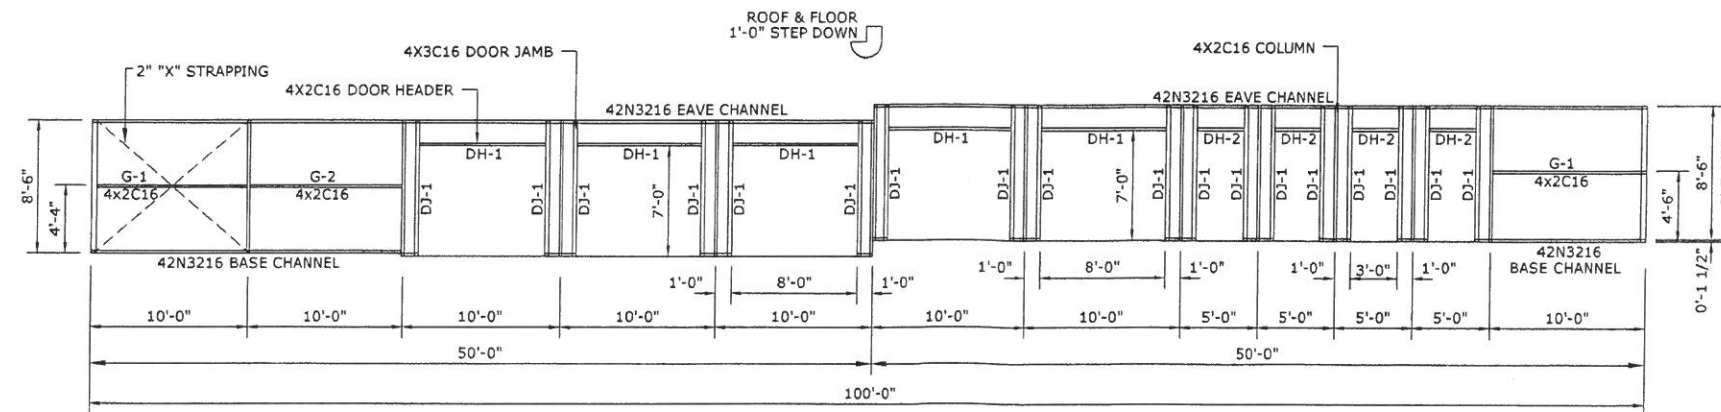 ROOF & FLOOR
1'-0" STEP DOWN
4X3C16 DOOR JAMB
4X2C16 COLUMN
2" "X" STRAPPING
4X2C16 DOOR HEADER
42N3216 EAVE CHANNEL
42N3216 EAVE CHANNEL
8'-6"
4'-4"
G-1
4x2C16
G-2
4x2C16
DJ-1
DH-1
DJ-1
DJ-1
DH-1
7'-0"
DJ-1
DJ-1
DH-1
DJ-1
DJ-1
DH-1
DJ-1
DJ-1
DH-1
7'-0"
DJ-1
DJ-1
DH-2
DJ-1
DJ-1
DH-2
DJ-1
DJ-1
DH-2
DJ-1
DJ-1
DH-2
DJ-1
G-1
4x2C16
4'-6"
8'-6"
0'-1 1/2"
42N3216 BASE CHANNEL
42N3216
BASE CHANNEL
1'-0"
8'-0"
1'-0"
1'-0"
8'-0"
1'-0"
1'-0"
3'-0"
1'-0"
10'-0"
10'-0"
10'-0"
10'-0"
10'-0"
10'-0"
10'-0"
5'-0"
5'-0"
5'-0"
5'-0"
10'-0"
50'-0"
50'-0"
100'-0"